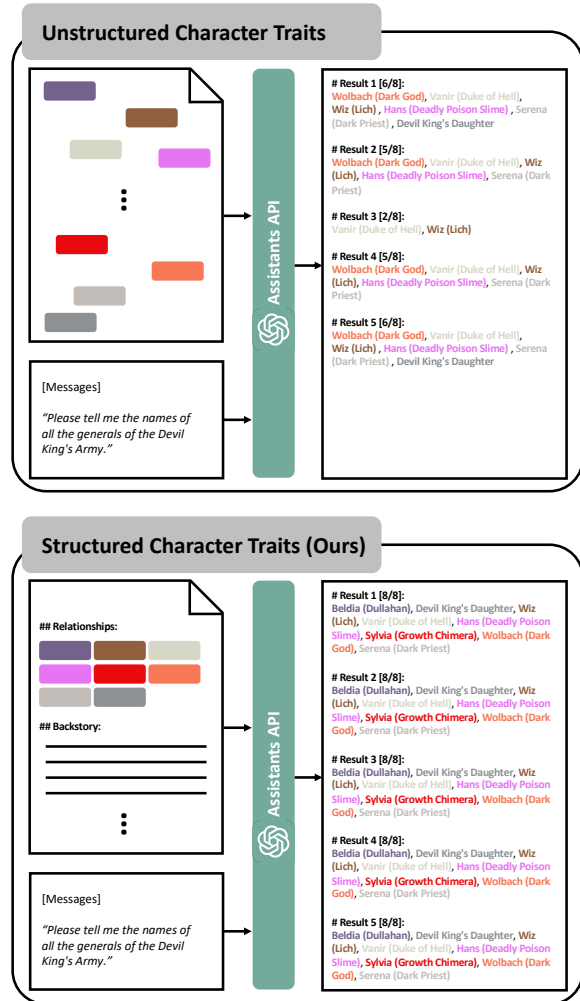 Unstructured Character Traits
[Messages]
“Please tell me the names of
all the generals of the Devil
King's Army.”
Assistants API
# Result 1 [6/8]:
Wolbach (Dark God), Vanir (Duke of Hell),
Wiz (Lich) , Hans (Deadly Poison Slime) , Serena
(Dark Priest) , Devil King's Daughter
# Result 2 [5/8]:
Wolbach (Dark God), Vanir (Duke of Hell), Wiz
(Lich), Hans (Deadly Poison Slime), Serena (Dark
Priest)
# Result 3 [2/8]:
Vanir (Duke of Hell), Wiz (Lich)
# Result 4 [5/8]:
Wolbach (Dark God), Vanir (Duke of Hell), Wiz
(Lich), Hans (Deadly Poison Slime), Serena (Dark
Priest)
# Result 5 [6/8]:
Wolbach (Dark God), Vanir (Duke of Hell),
Wiz (Lich) , Hans (Deadly Poison Slime) , Serena
(Dark Priest) , Devil King's Daughter
Structured Character Traits (Ours)
## Relationships:
## Backstory:
[Messages]
“Please tell me the names of
all the generals of the Devil
King's Army.”
Assistants API
# Result 1 [8/8]:
Beldia (Dullahan), Devil King's Daughter, Wiz
(Lich), Vanir (Duke of Hell), Hans (Deadly Poison
Slime), Sylvia (Growth Chimera), Wolbach (Dark
God), Serena (Dark Priest)
# Result 2 [8/8]:
Beldia (Dullahan), Devil King's Daughter, Wiz
(Lich), Vanir (Duke of Hell), Hans (Deadly Poison
Slime), Sylvia (Growth Chimera), Wolbach (Dark
God), Serena (Dark Priest)
# Result 3 [8/8]:
Beldia (Dullahan), Devil King's Daughter, Wiz
(Lich), Vanir (Duke of Hell), Hans (Deadly Poison
Slime), Sylvia (Growth Chimera), Wolbach (Dark
God), Serena (Dark Priest)
# Result 4 [8/8]:
Beldia (Dullahan), Devil King's Daughter, Wiz
(Lich), Vanir (Duke of Hell), Hans (Deadly Poison
Slime), Sylvia (Growth Chimera), Wolbach (Dark
God), Serena (Dark Priest)
# Result 5 [8/8]:
Beldia (Dullahan), Devil King's Daughter, Wiz
(Lich), Vanir (Duke of Hell), Hans (Deadly Poison
Slime), Sylvia (Growth Chimera), Wolbach (Dark
God), Serena (Dark Priest)